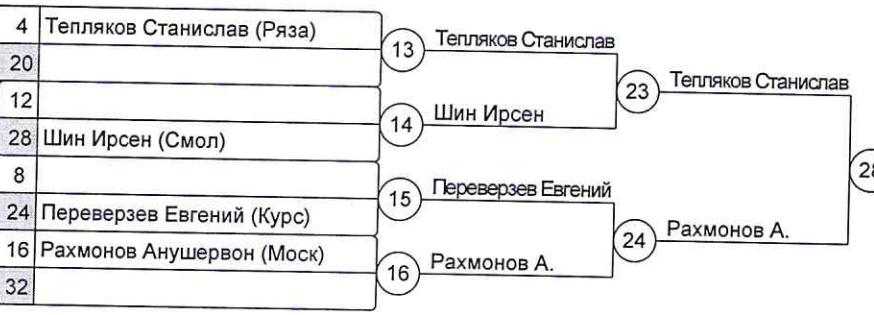 4 Тепляков Станислав (Ряза)
20
12
28 Шин Ирсен (Смол)
8
24 Переверзев Евгений (Курс)
16 Рахмонов Анушервон (Моск)
32
13 Тепляков Станислав
14 Шин Ирсен
15 Переверзев Евгений
16 Рахмонов А.
23 Тепляков Станислав
24 Рахмонов А.
28